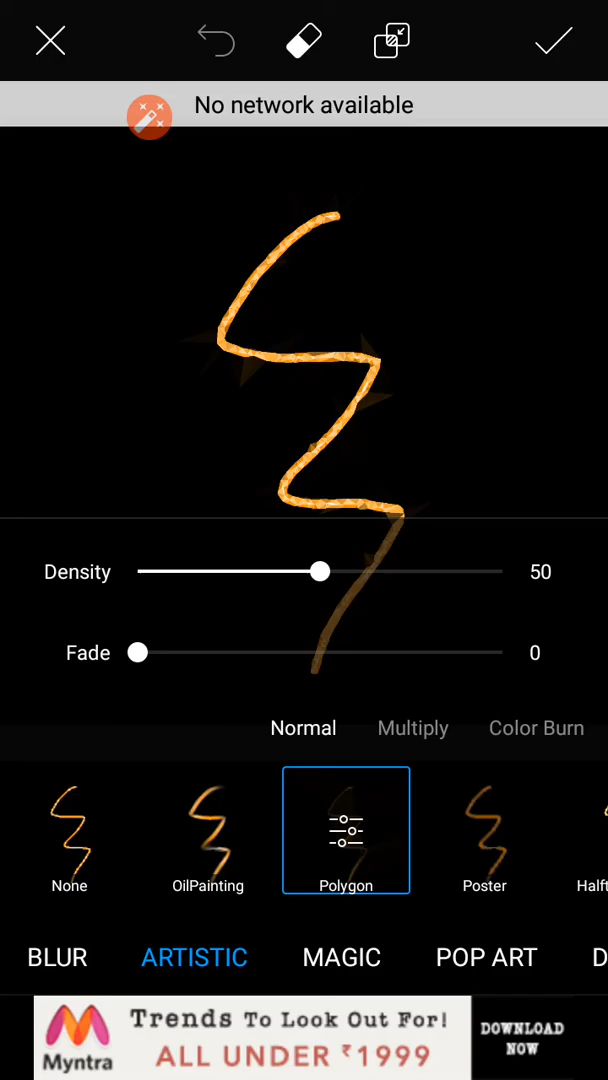 No network available
Density 50
Fade 0
Normal Multiply Color Burn
None OilPainting Polygon Poster Halft
BLUR ARTISTIC MAGIC POP ART D
Trends To Look Out For!
ALL UNDER ₹1999
Myntra
DOWNLOAD
NOW